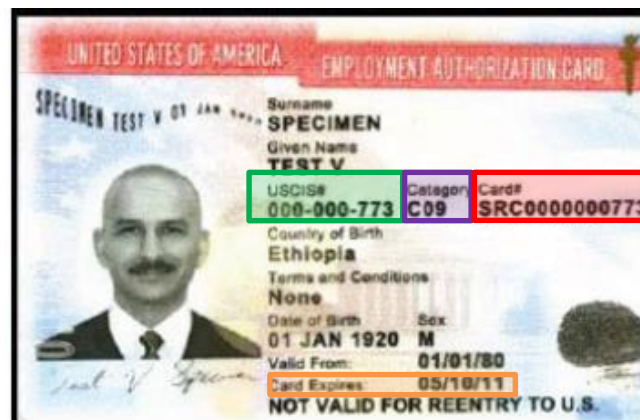 UNITED STATES OF AMERICA
EMPLOYMENT AUTHORIZATION CARD
SPECIMEN TEST V 01 JAN
Surname
SPECIMEN
Given Name
TEST V
USCIS# Category Card#
000-000-773 C09 SRC0000000773
Country of Birth
Ethiopia
Terms and Conditions
None
Date of Birth Sex
01 JAN 1920 M
Valid From: 01/01/80
Card Expires: 05/10/11
NOT VALID FOR REENTRY TO U.S.